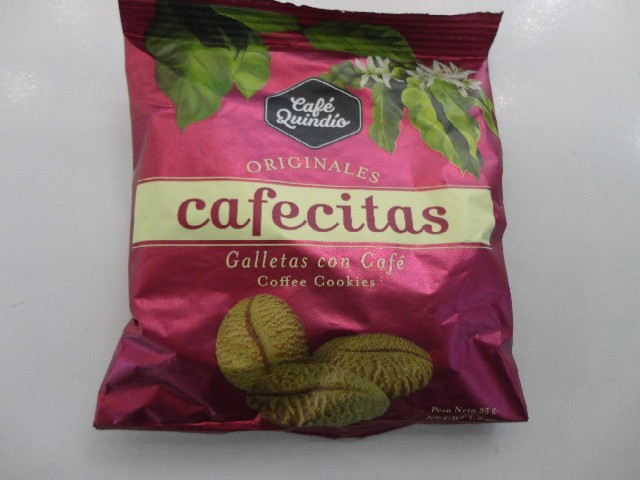 Café
Quindío
ORIGINALES
cafecitas
Galletas con Café
Coffee Cookies
Peso Neto